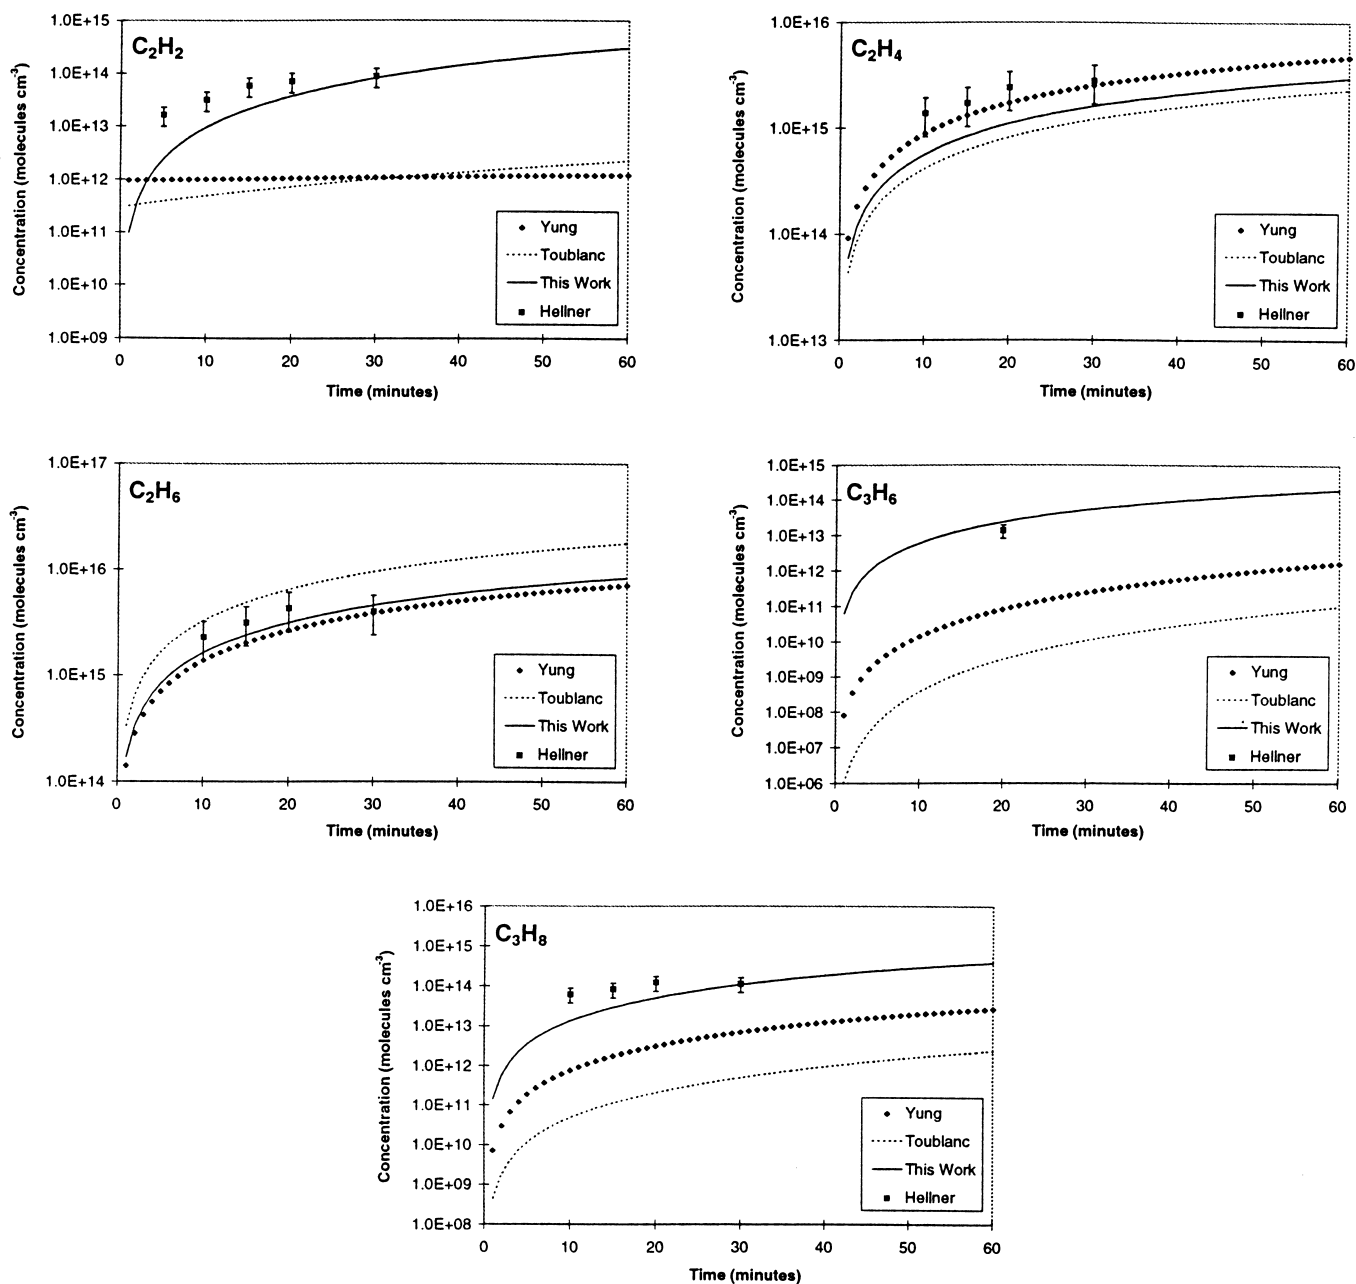 C2H2
Concentration (molecules cm-3)
1.0E+15
1.0E+14
1.0E+13
1.0E+12
1.0E+11
1.0E+10
1.0E+09
0 10 20 30 40 50 60
Time (minutes)
Yung
Toublanc
This Work
Hellner
C2H4
Concentration (molecules cm-3)
1.0E+16
1.0E+15
1.0E+14
1.0E+13
0 10 20 30 40 50 60
Time (minutes)
Yung
Toublanc
This Work
Hellner
C2H6
Concentration (molecules cm-3)
1.0E+17
1.0E+16
1.0E+15
1.0E+14
0 10 20 30 40 50 60
Time (minutes)
Yung
Toublanc
This Work
Hellner
C3H6
Concentration (molecules cm-3)
1.0E+15
1.0E+14
1.0E+13
1.0E+12
1.0E+11
1.0E+10
1.0E+09
1.0E+08
1.0E+07
1.0E+06
0 10 20 30 40 50 60
Time (minutes)
Yung
Toublanc
This Work
Hellner
C3H8
Concentration (molecules cm-3)
1.0E+16
1.0E+15
1.0E+14
1.0E+13
1.0E+12
1.0E+11
1.0E+10
1.0E+09
1.0E+08
0 10 20 30 40 50 60
Time (minutes)
Yung
Toublanc
This Work
Hellner